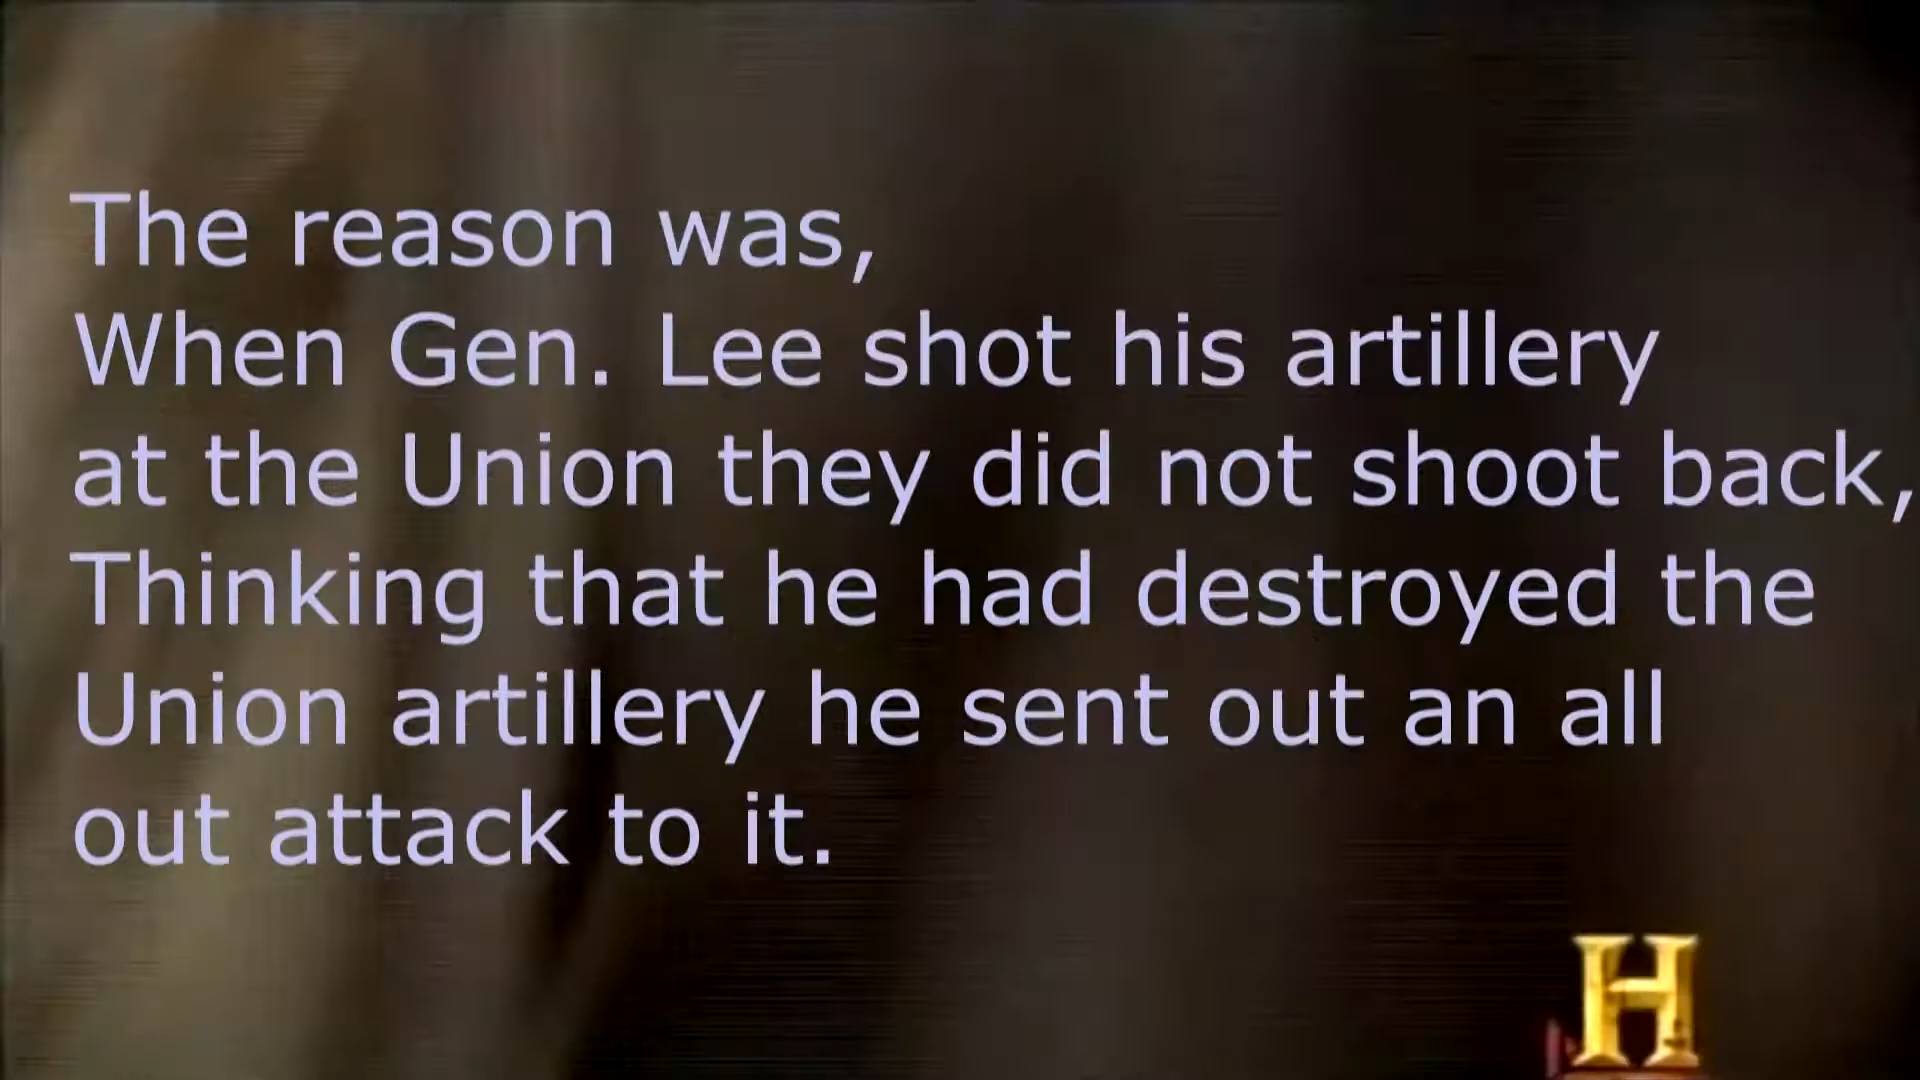 The reason was,
When Gen. Lee shot his artillery
at the Union they did not shoot back,
Thinking that he had destroyed the
Union artillery he sent out an all
out attack to it.
H